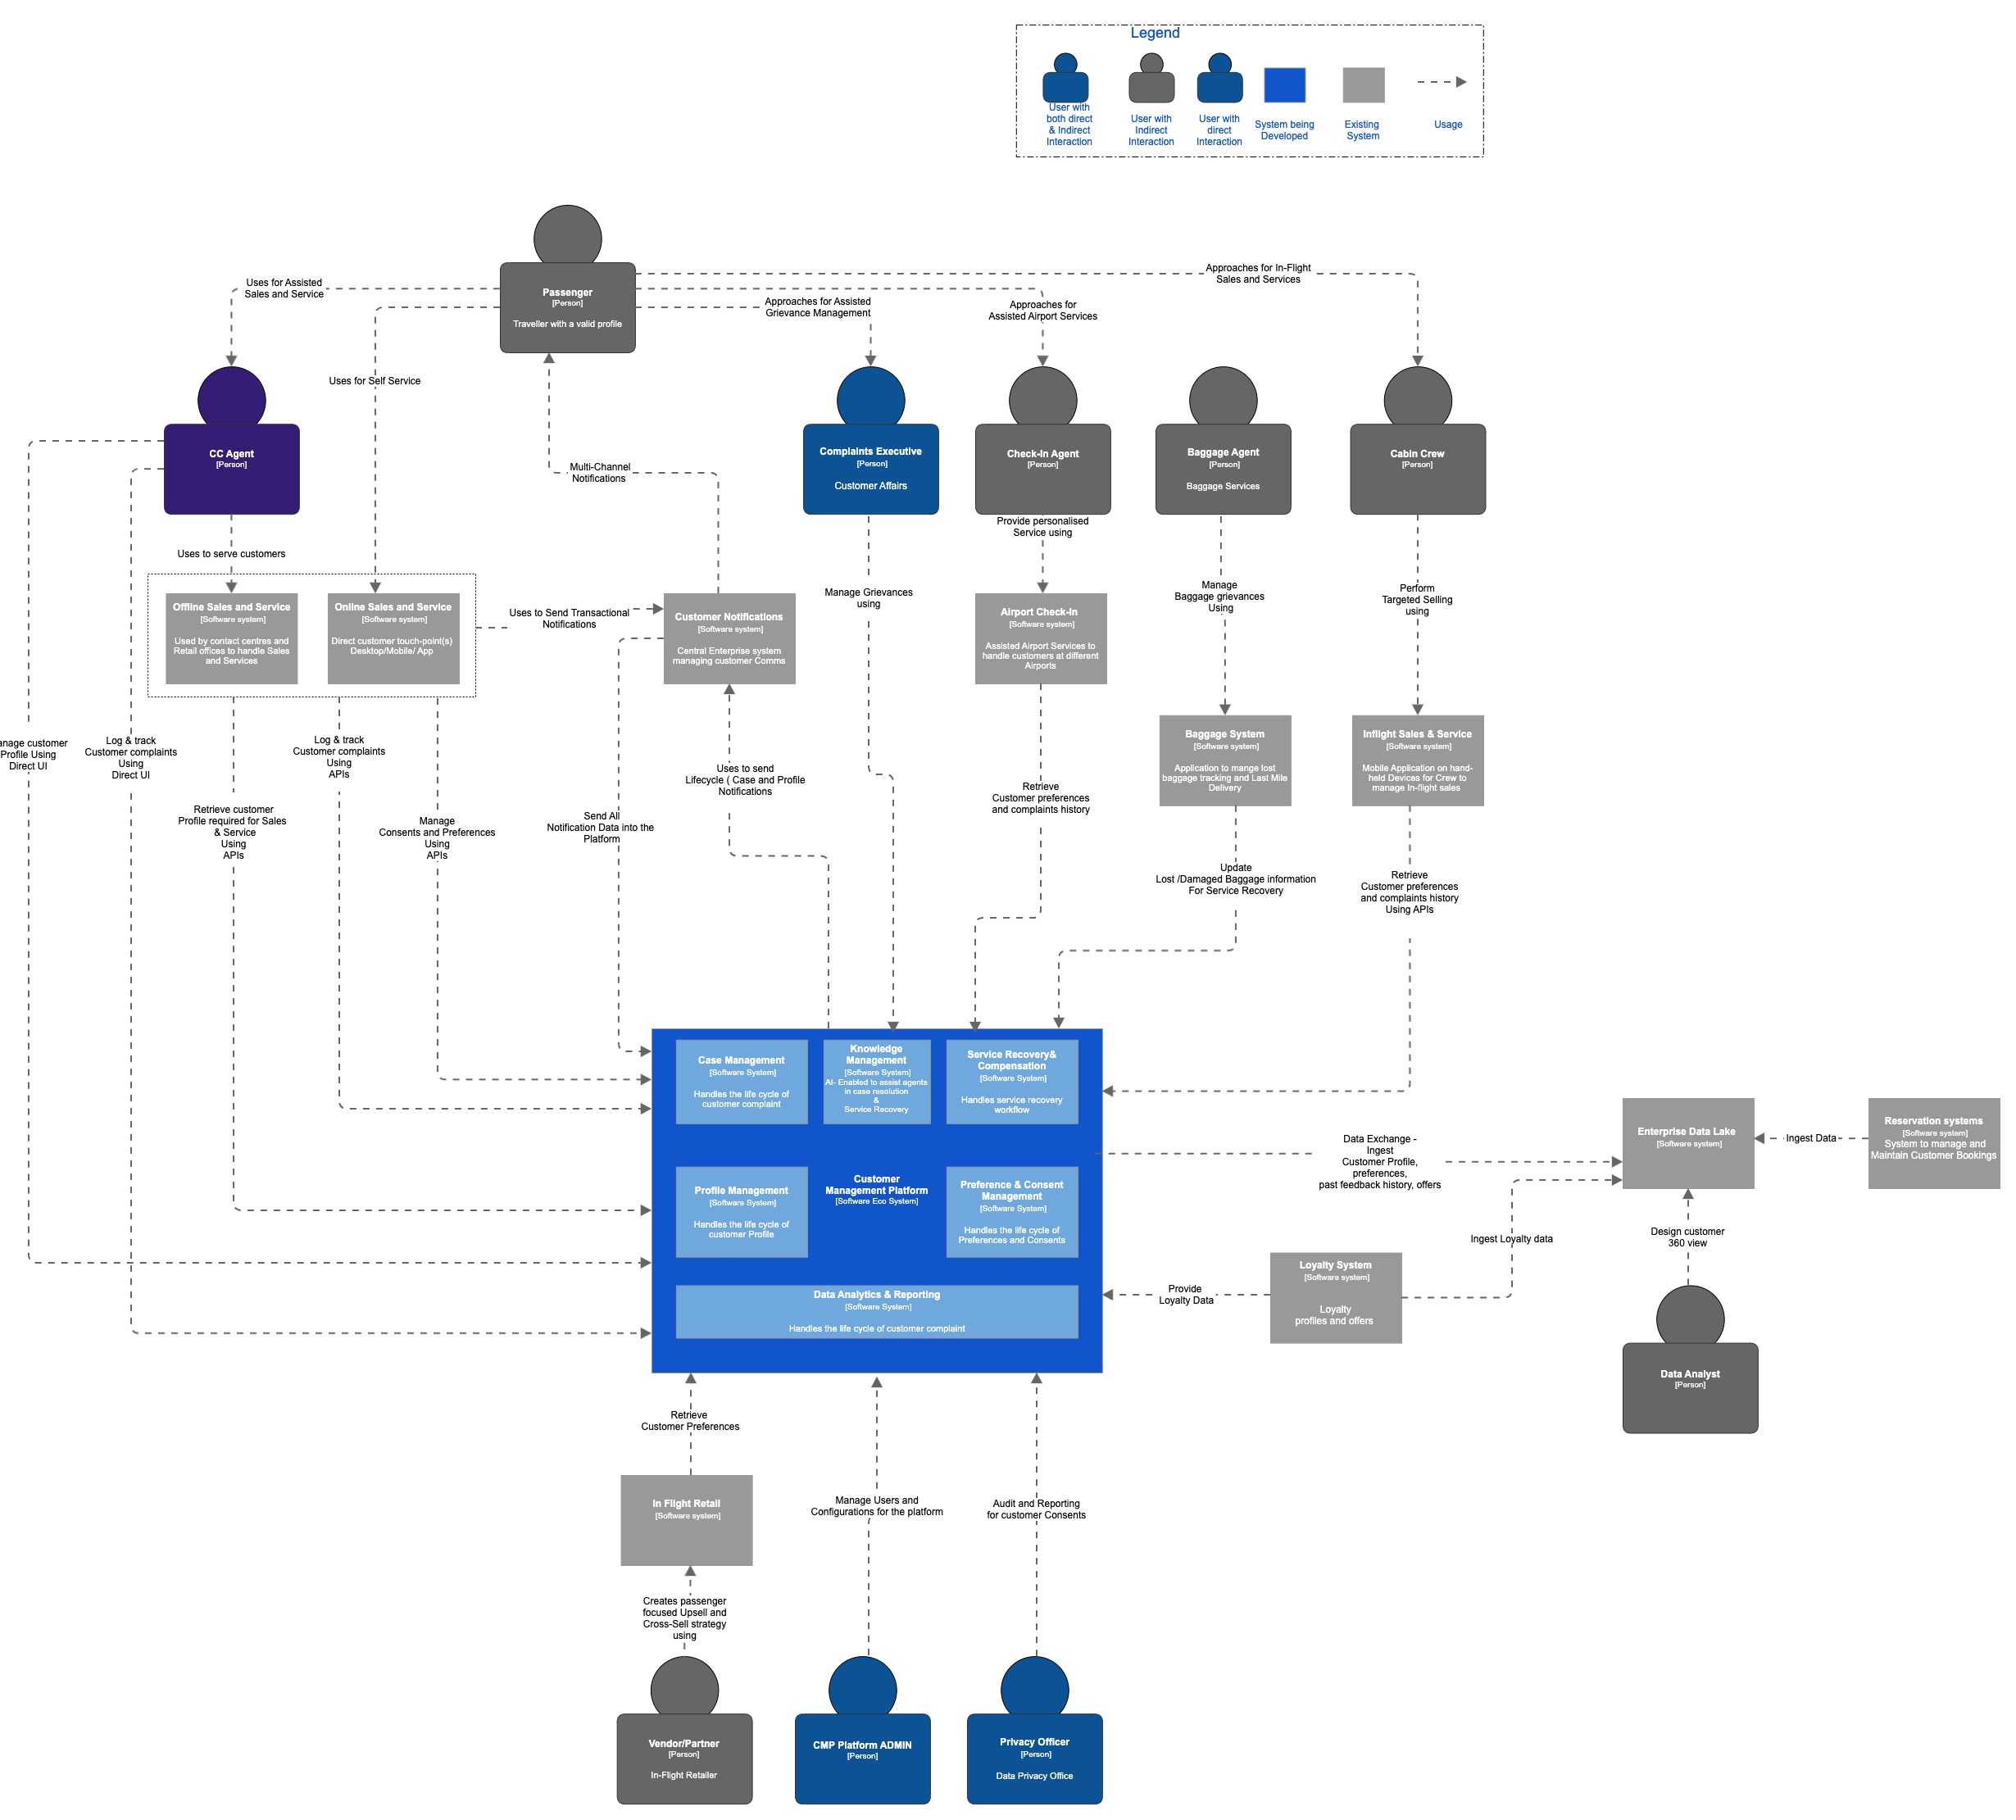 Legend
User with
both direct
& Indirect
Interaction
User with
Indirect
Interaction
User with
direct
Interaction
System being
Developed
Existing
System
Usage
Passenger
[Person]
Traveller with a valid profile
Uses for Assisted
Sales and Service
Uses for Self Service
Approaches for Assisted
Grievance Management
Approaches for
Assisted Airport Services
Approaches for In-Flight
Sales and Services
CC Agent
[Person]
Multi-Channel
Notifications
Complaints Executive
[Person]
Customer Affairs
Check-In Agent
[Person]
Baggage Agent
[Person]
Baggage Services
Cabin Crew
[Person]
Uses to serve customers
Provide personalised
Service using
Manage Grievances
using
Manage
Baggage grievances
Using
Perform
Targeted Selling
using
Offline Sales and Service
[Software system]
Used by contact centres and
Retail offices to handle Sales
and Services
Online Sales and Service
[Software system]
Direct customer touch-point(s)
Desktop/Mobile/ App
Uses to Send Transactional
Notifications
Customer Notifications
[Software system]
Central Enterprise system
managing customer Comms
Airport Check-In
[Software system]
Assisted Airport Services to
handle customers at different
Airports
Baggage System
[Software system]
Application to mange lost
baggage tracking and Last Mile
Delivery
Inflight Sales & Service
[Software system]
Mobile Application on hand-
held Devices for Crew to
manage In-flight sales
anage customer
Profile Using
Direct UI
Log & track
Customer complaints
Using
Direct UI
Log & track
Customer complaints
Using
APIs
Retrieve customer
Profile required for Sales
& Service
Using
APIs
Manage
Consents and Preferences
Using
APIs
Send All
Notification Data into the
Platform
Uses to send
Lifecycle ( Case and Profile
Notifications
Retrieve
Customer preferences
and complaints history
Update
Lost /Damaged Baggage information
For Service Recovery
Retrieve
Customer preferences
and complaints history
Using APIs
Case Management
[Software System]
Handles the life cycle of
customer complaint
Knowledge
Management
[Software System]
AI- Enabled to assist agents
in case resolution
&
Service Recovery
Service Recovery&
Compensation
[Software System]
Handles service recovery
workflow
Profile Management
[Software System]
Handles the life cycle of
customer Profile
Customer
Management Platform
[Software Eco System]
Preference & Consent
Management
[Software System]
Handles the life cycle of
Preferences and Consents
Data Analytics & Reporting
[Software System]
Handles the life cycle of customer complaint
Data Exchange -
Ingest
Customer Profile,
preferences,
past feedback history, offers
Enterprise Data Lake
[Software system]
Ingest Data
Reservation systems
[Software system]
System to manage and
Maintain Customer Bookings
Provide
Loyalty Data
Loyalty System
[Software system]
Loyalty
profiles and offers
Ingest Loyalty data
Design customer
360 view
Data Analyst
[Person]
Retrieve
Customer Preferences
In Flight Retail
[Software system]
Manage Users and
Configurations for the platform
Audit and Reporting
for customer Consents
Creates passenger
focused Upsell and
Cross-Sell strategy
using
Vendor/Partner
[Person]
In-Flight Retailer
CMP Platform ADMIN
[Person]
Privacy Officer
[Person]
Data Privacy Office